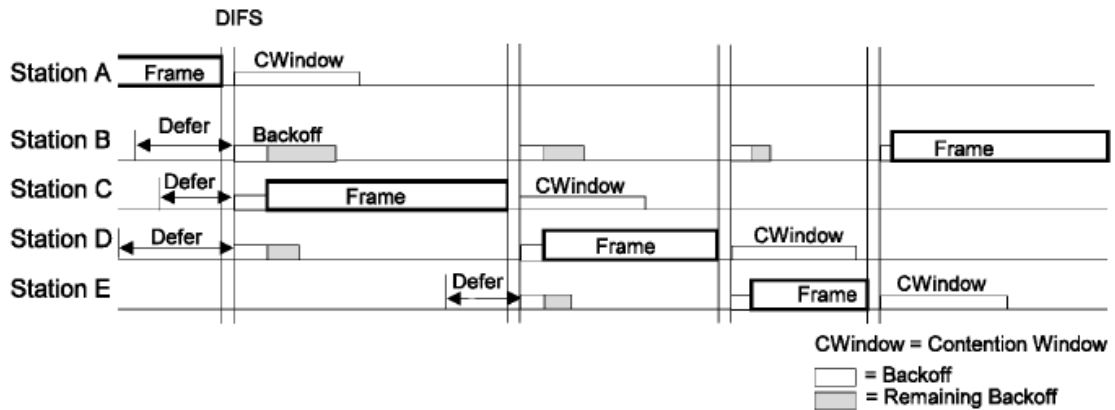 DIFS
Station A Frame CWindow
Station B Defer Backoff Frame
Station C Defer Frame CWindow
Station D Defer Frame CWindow
Station E Defer Frame CWindow
CWindow = Contention Window
= Backoff
= Remaining Backoff